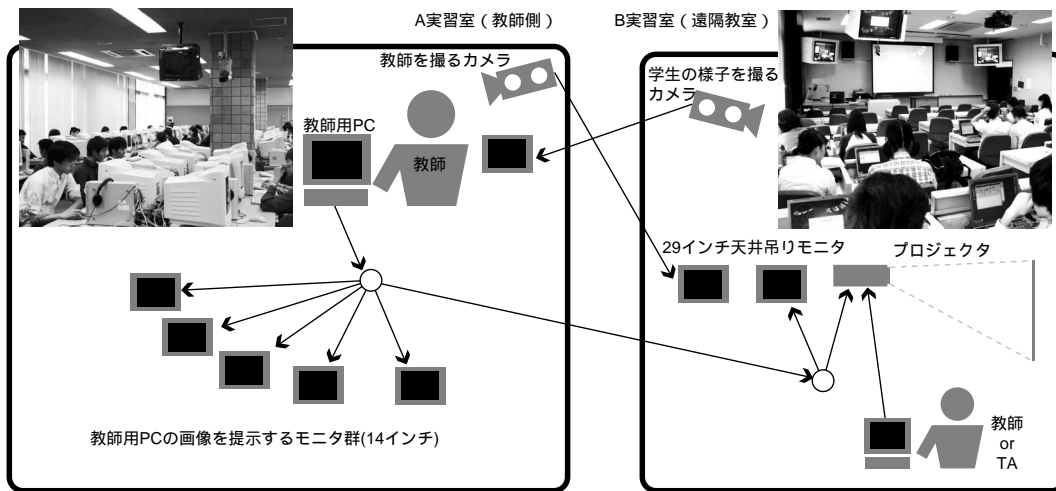 A実習室（教師側）
B実習室（遠隔教室）
教師を撮るカメラ
学生の様子を撮る
カメラ
教師用PC
教師
29インチ天井吊りモニタ
プロジェクタ
教師用PCの画像を提示するモニタ群(14インチ)
教師
or
TA